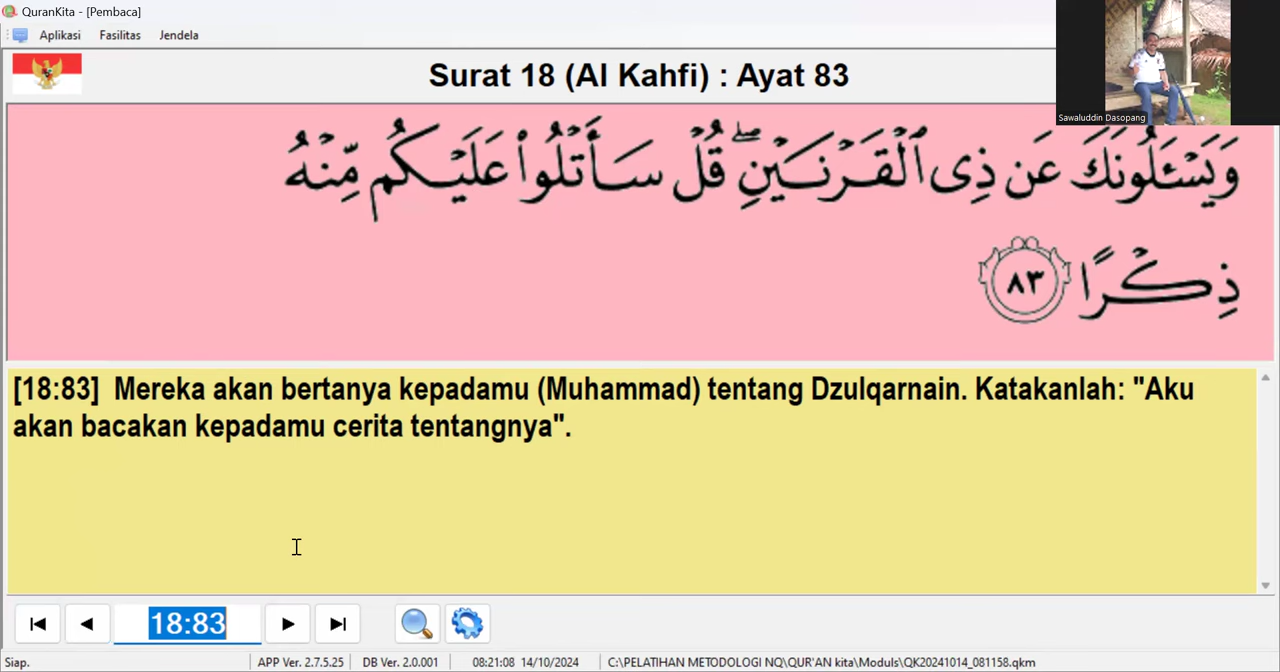 QuranKita - [Pembaca]
Aplikasi Fasilitas Jendela
Surat 18 (Al Kahfi) : Ayat 83
Sawaluddin Dasopang
وَيَسْـَٔلُونَكَ عَن ذِى ٱلْقَرْنَيْنِ ۖ قُلْ سَأَتْلُوا۟ عَلَيْكُم مِّنْهُ
ذِكْرًا ٨٣
[18:83] Mereka akan bertanya kepadamu (Muhammad) tentang Dzulqarnain. Katakanlah: "Aku
akan bacakan kepadamu cerita tentangnya".
18:83
Siap. APP Ver. 2.7.5.25 DB Ver. 2.0.001 08:21:08 14/10/2024 C:\PELATIHAN METODOLOGI NQ\QUR'AN kita\Moduls\QK20241014_081158.qkm